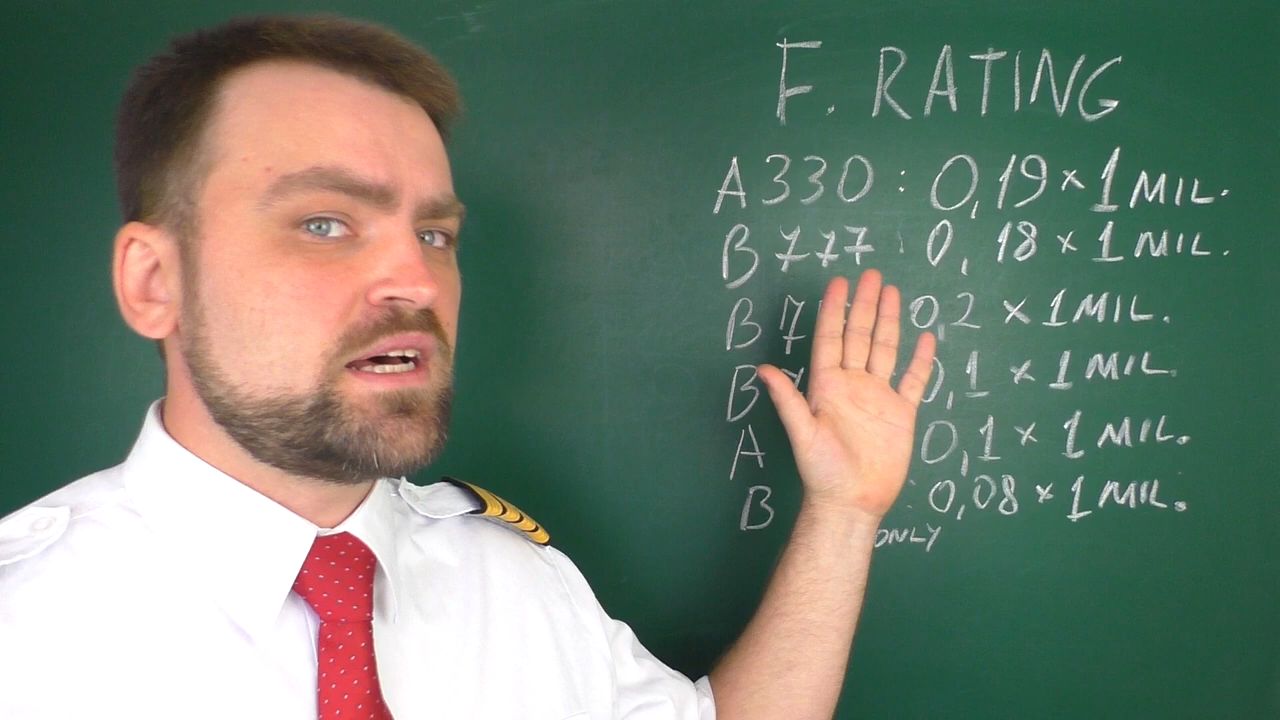 F. RATING
A330 : 0,19 × 1 MIL.
B777 : 0,18 × 1 MIL.
B7 0,2 × 1 MIL.
B 0,1 × 1 MIL.
A 0,1 × 1 MIL.
B : 0,08 × 1 MIL.
ONLY